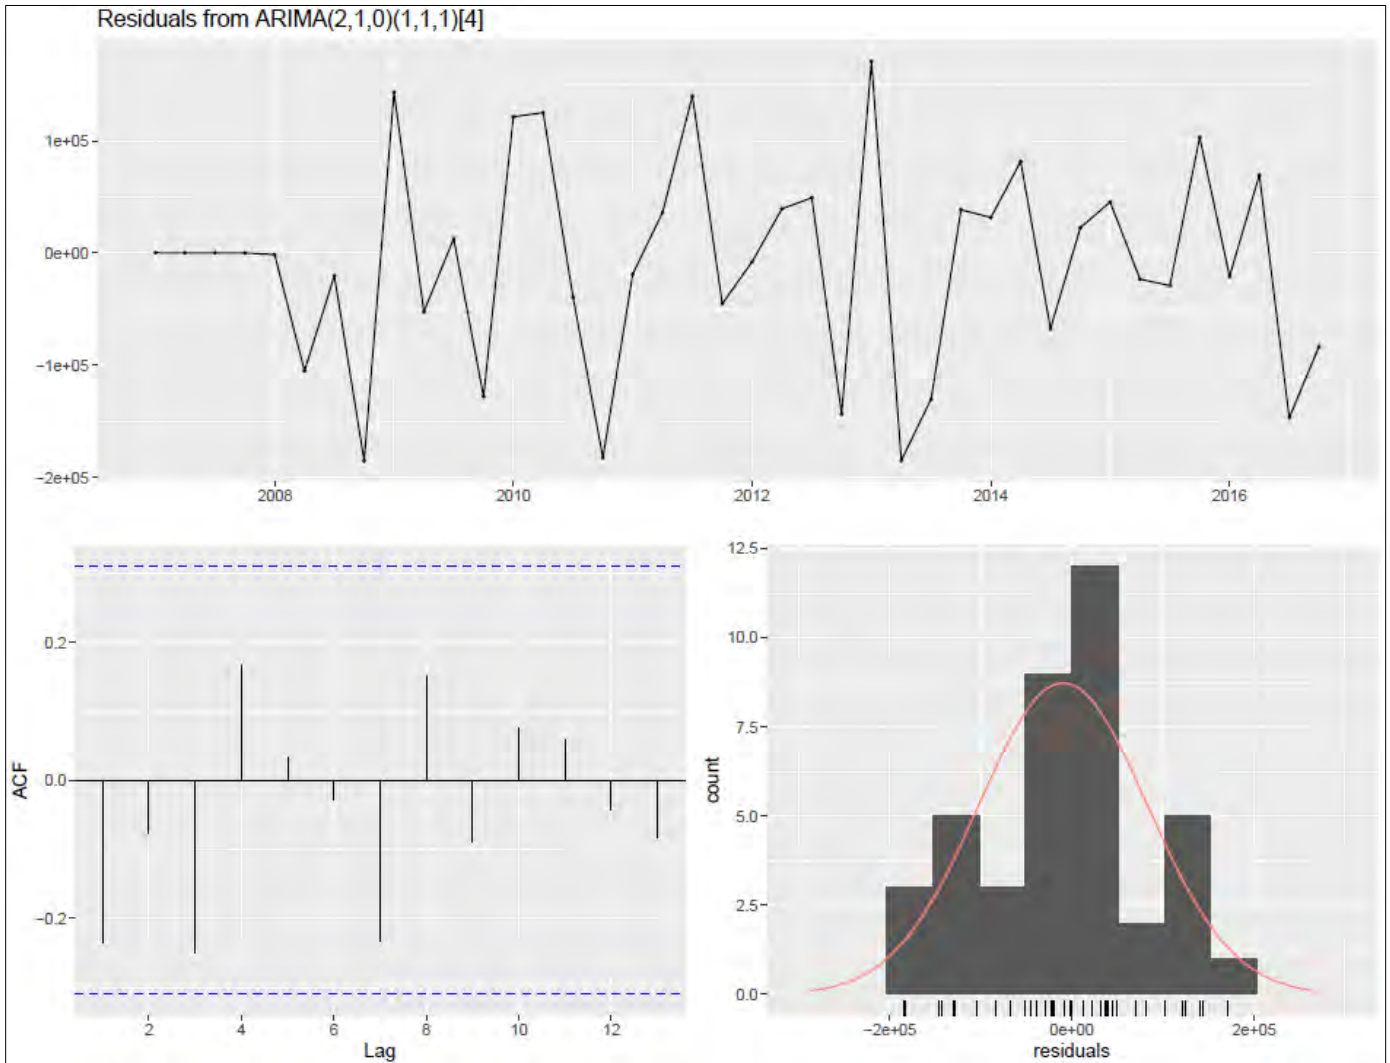 Residuals from ARIMA(2,1,0)(1,1,1)[4]
1e+05
0e+00
−1e+05
−2e+05
2008 2010 2012 2014 2016
0.2
0.0
−0.2
ACF
2 4 6 8 10 12
Lag
12.5
10.0
7.5
5.0
2.5
0.0
count
−2e+05 0e+00 2e+05
residuals